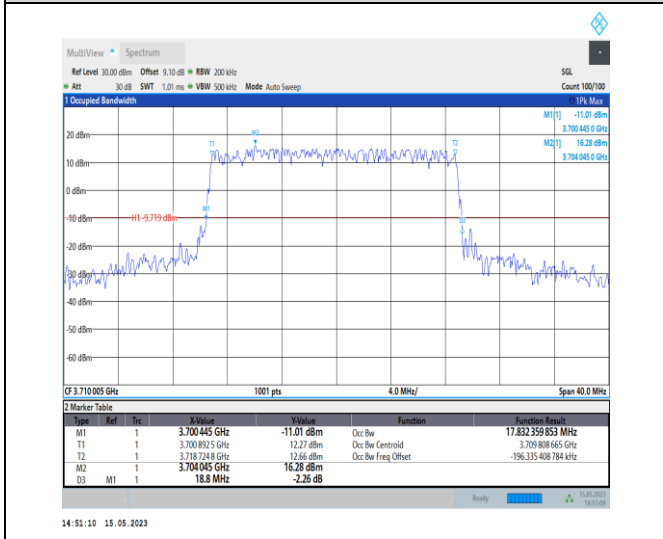 MultiView Spectrum
Ref Level 30.00 dBm Offset 9.10 dB RBW 200 kHz SGL
Att 30 dB SWT 1.01 ms VBW 500 kHz Mode Auto Sweep Count 100/100
1 Occupied Bandwidth 1Pk Max
M1[1] -11.01 dBm
3.700 445 0 GHz
M2[1] 16.28 dBm
3.704 045 0 GHz
20 dBm
T1 M2 T2
10 dBm
0 dBm
M1
-10 dBm H1 -9.719 dBm
D3
-20 dBm
-30 dBm
-40 dBm
-50 dBm
-60 dBm
CF 3.710 005 GHz 1001 pts 4.0 MHz/ Span 40.0 MHz
2 Marker Table
Type Ref Trc X-Value Y-Value Function Function Result
M1 1 3.700 445 GHz -11.01 dBm Occ Bw 17.832 359 853 MHz
T1 1 3.700 892 5 GHz 12.27 dBm Occ Bw Centroid 3.709 808 665 GHz
T2 1 3.718 724 8 GHz 12.66 dBm Occ Bw Freq Offset -196.335 408 784 kHz
M2 1 3.704 045 GHz 16.28 dBm
D3 M1 1 18.8 MHz -2.26 dB
Ready 15.05.2023
14:51:09
14:51:10 15.05.2023